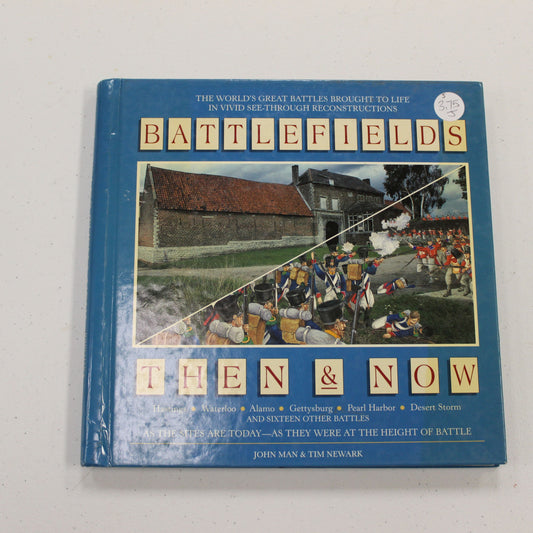 THE WORLD'S GREAT BATTLES BROUGHT TO LIFE
IN VIVID SEE-THROUGH RECONSTRUCTIONS
3.75
J
BATTLEFIELDS
THEN & NOW
Hastings • Waterloo • Alamo • Gettysburg • Pearl Harbor • Desert Storm
AND SIXTEEN OTHER BATTLES
AS THE SITES ARE TODAY—AS THEY WERE AT THE HEIGHT OF BATTLE
JOHN MAN & TIM NEWARK